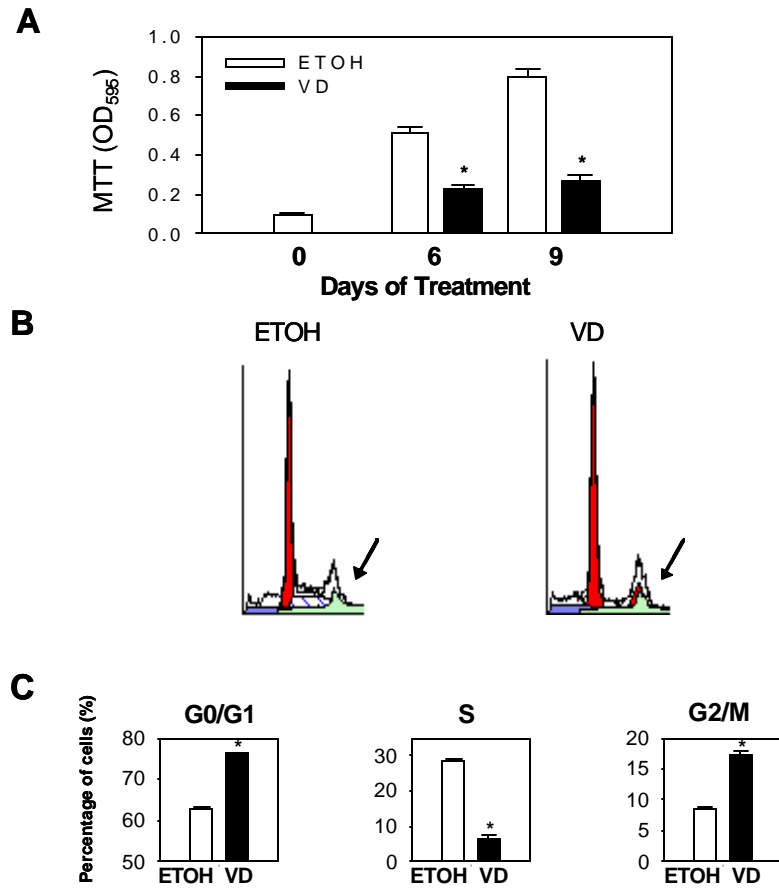 A
1.0
0.8
0.6
0.4
0.2
0.0
MTT (OD595)
ETOH
VD
*
*
0 6 9
Days of Treatment
B
ETOH VD
C
Percentage of cells (%)
G0/G1
80
70
60
50
*
ETOH VD
S
30
20
10
0
*
ETOH VD
G2/M
20
15
10
5
0
*
ETOH VD